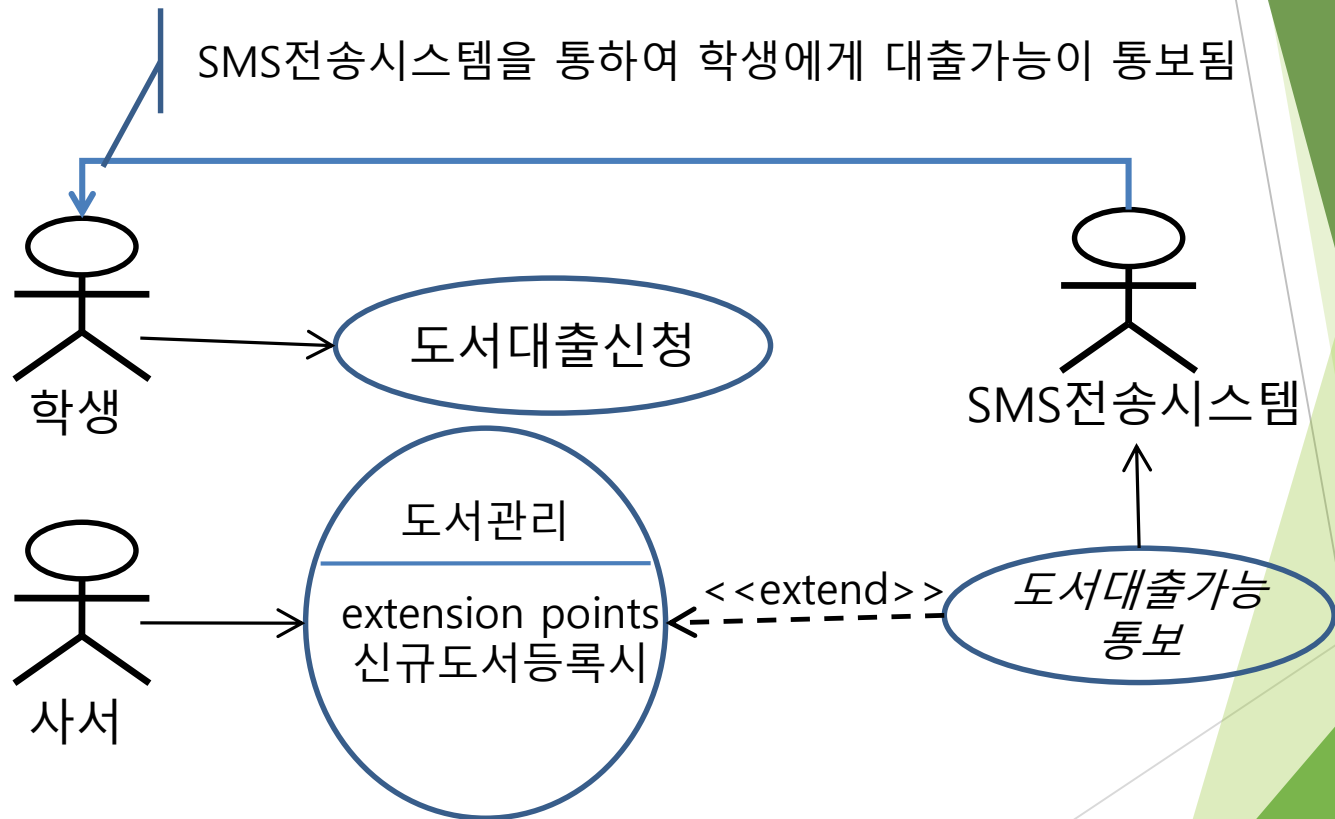 SMS전송시스템을 통하여 학생에게 대출가능이 통보됨
도서대출신청
학생
SMS전송시스템
도서관리
extension points
신규도서등록시
<<extend>>
도서대출가능
통보
사서